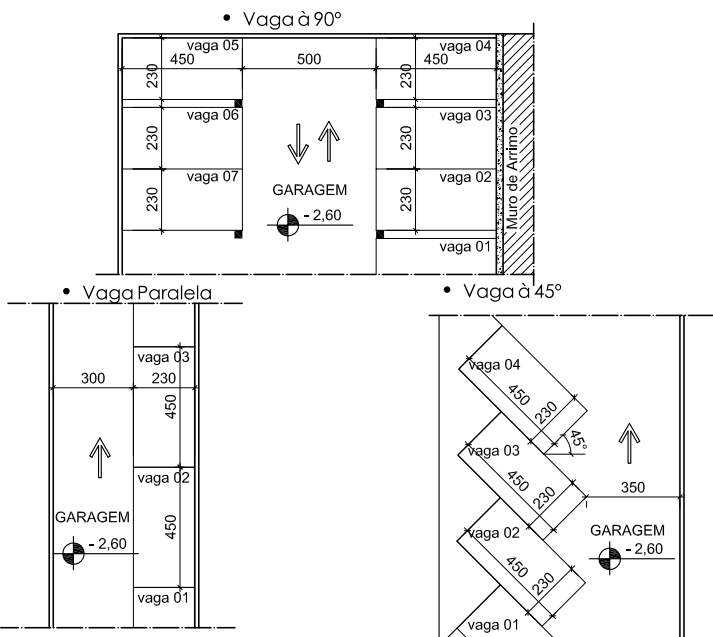 • Vaga à 90º
vaga 05
vaga 04
450
500
450
230
230
vaga 06
vaga 03
230
230
vaga 07
vaga 02
GARAGEM
230
230
- 2,60
vaga 01
Muro de Arrimo
• Vaga Paralela
vaga 03
300
230
450
vaga 02
GARAGEM
450
- 2,60
vaga 01
• Vaga à 45º
vaga 04
450
230
45°
vaga 03
450
230
350
vaga 02
GARAGEM
450
- 2,60
230
vaga 01